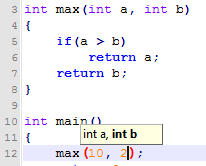 3 int max(int a, int b)
4 {
5 if(a > b)
6 return a;
7 return b;
8 }
9
10 int main()
int a, int b
11 {
12 max(10, 2);